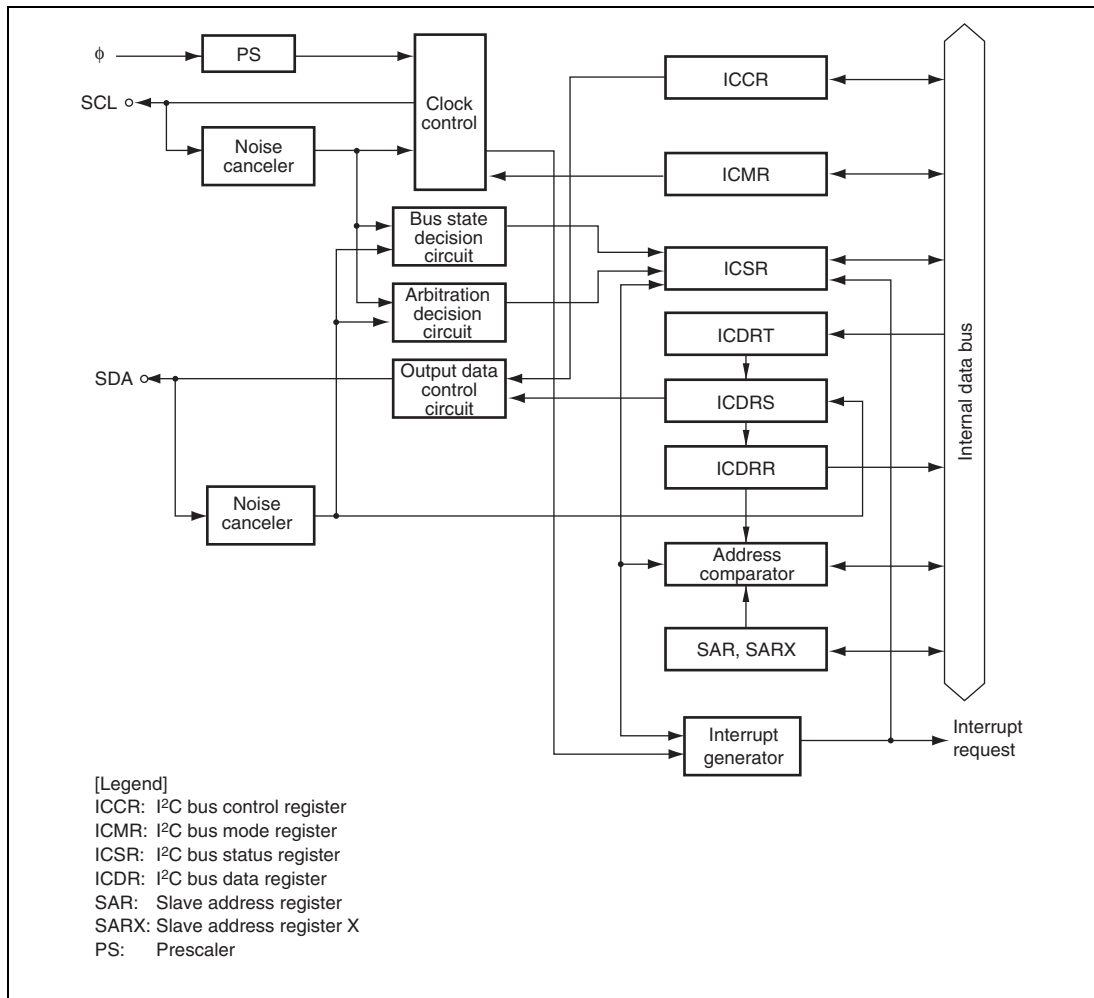 ϕ
PS
SCL
Clock
control
Noise
canceler
Bus state
decision
circuit
Arbitration
decision
circuit
SDA
Output data
control
circuit
Noise
canceler
ICCR
ICMR
ICSR
ICDRT
ICDRS
ICDRR
Address
comparator
SAR, SARX
Interrupt
generator
Internal data bus
Interrupt
request
[Legend]
ICCR: I²C bus control register
ICMR: I²C bus mode register
ICSR: I²C bus status register
ICDR: I²C bus data register
SAR: Slave address register
SARX: Slave address register X
PS: Prescaler